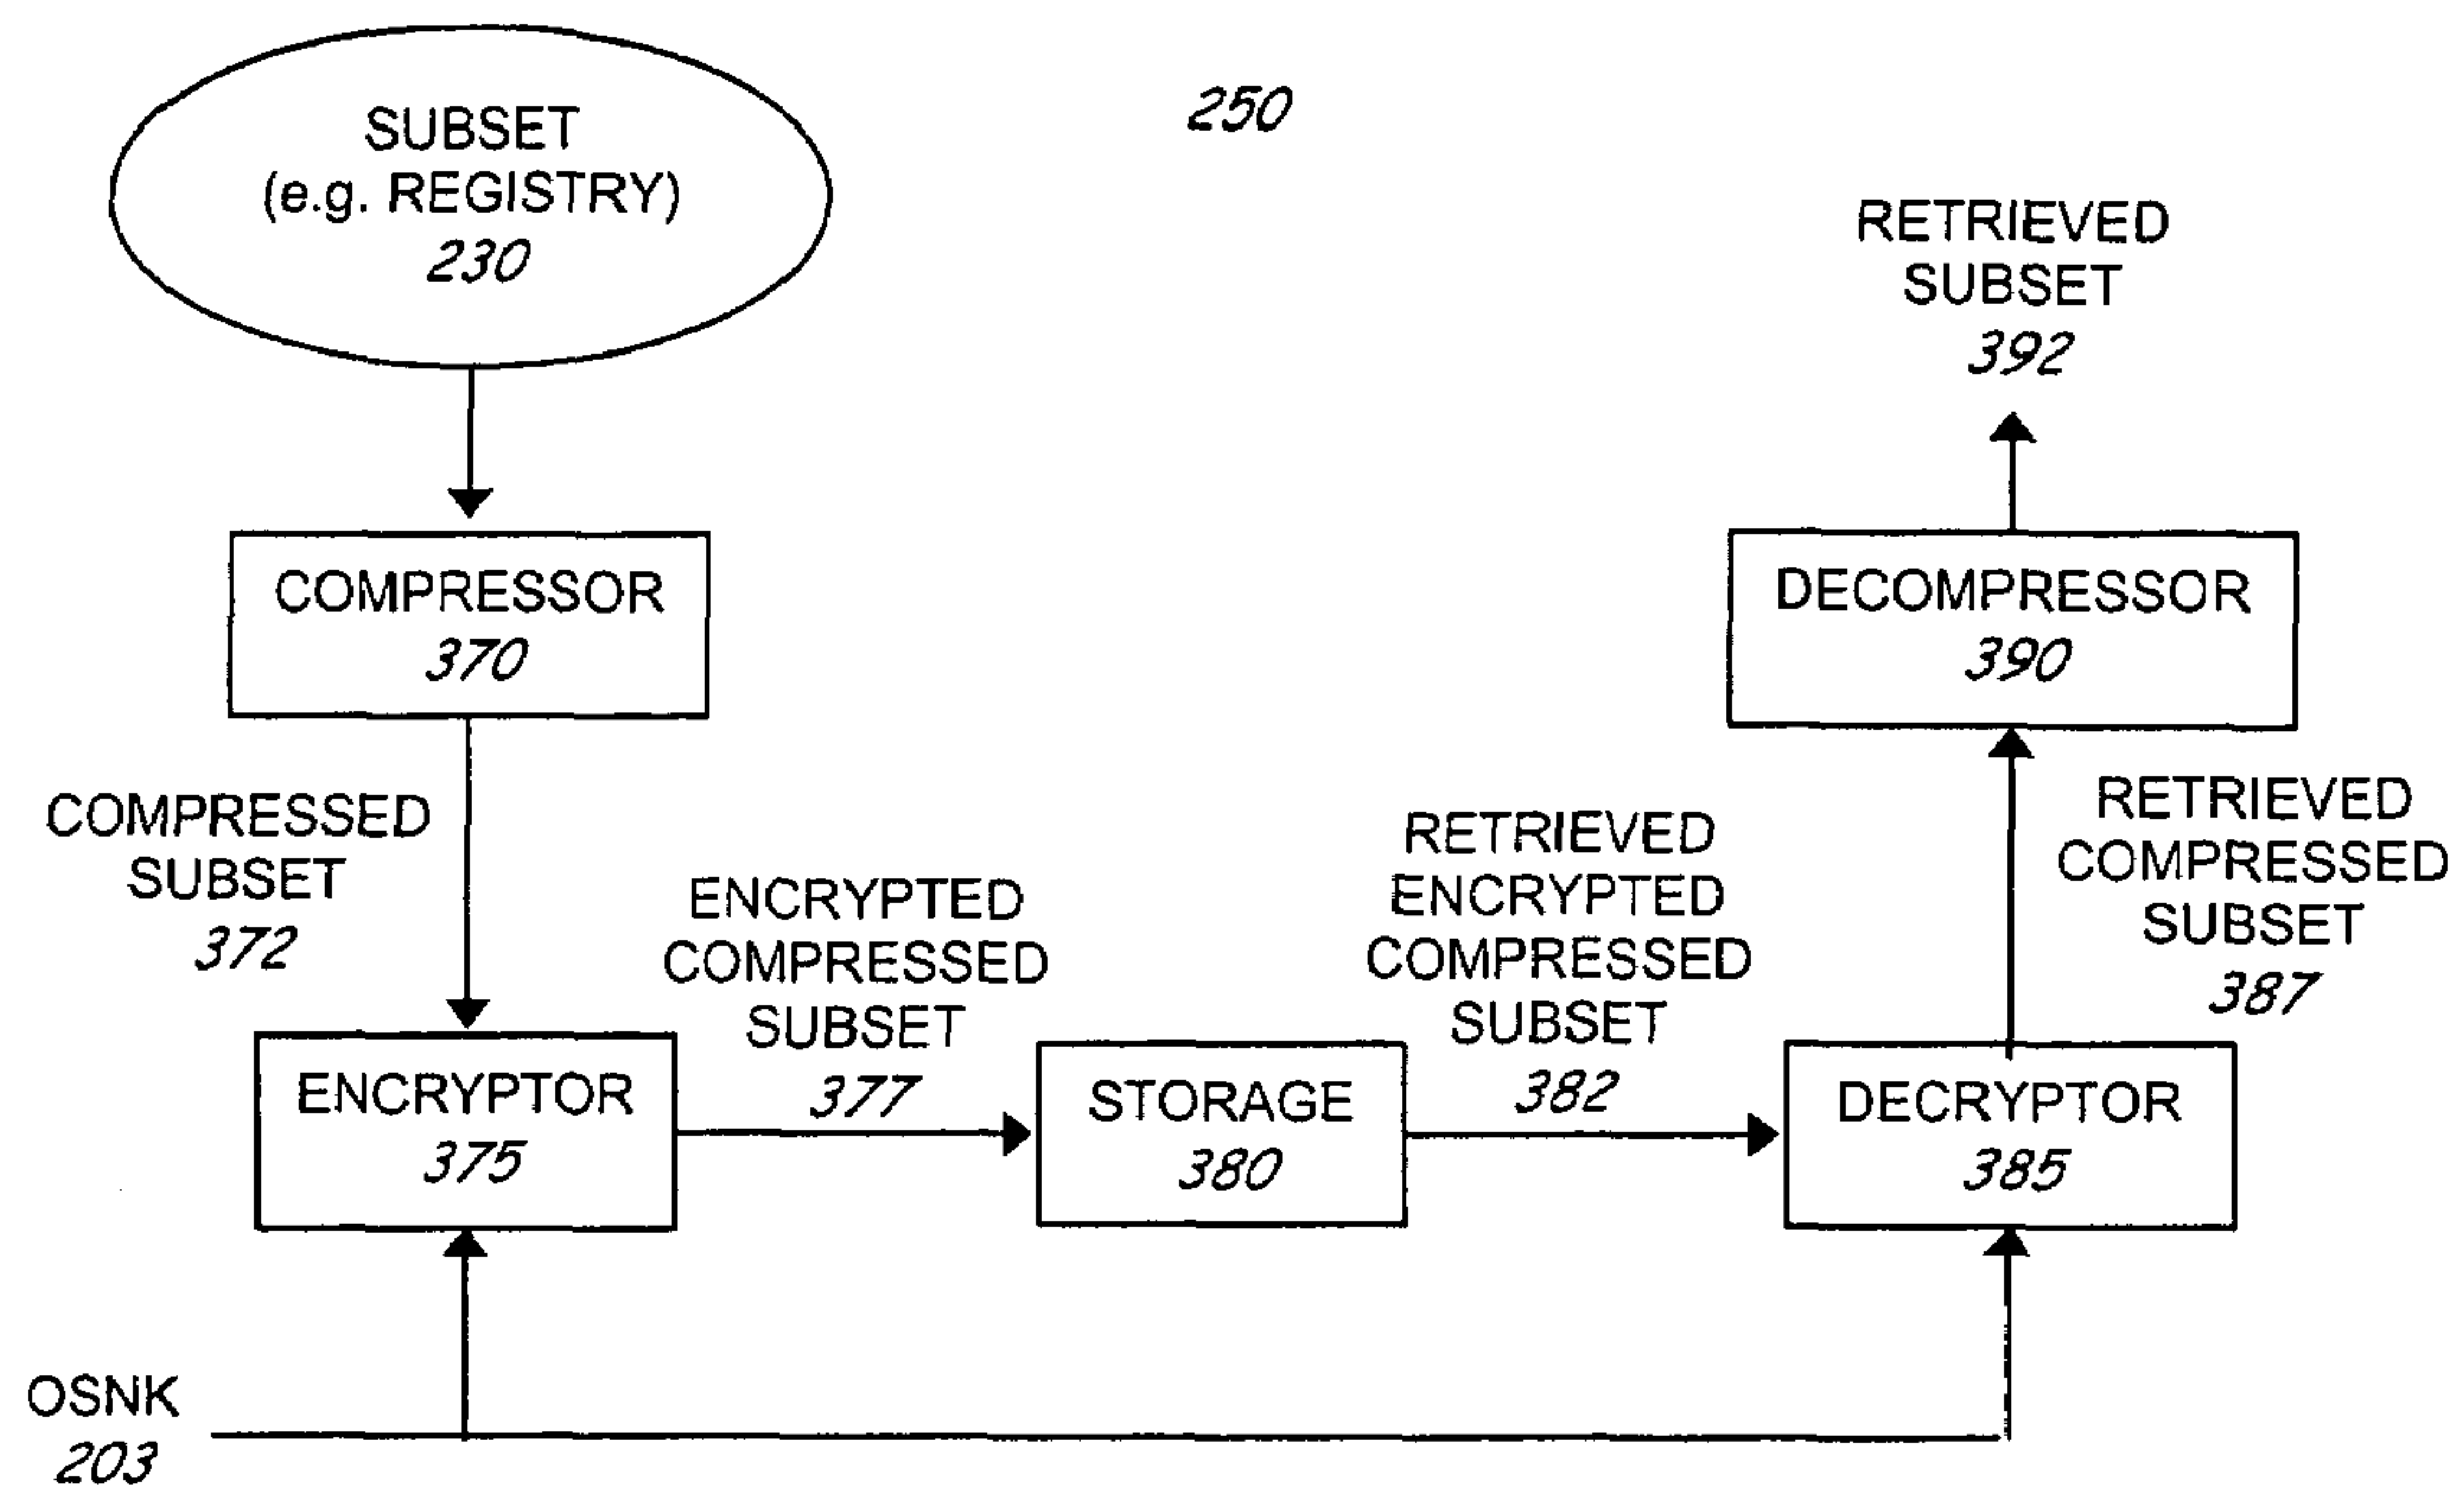 SUBSET
(e.g. REGISTRY)
230
250
RETRIEVED
SUBSET
392
COMPRESSOR
370
DECOMPRESSOR
390
COMPRESSED
SUBSET
372
ENCRYPTED
COMPRESSED
SUBSET
377
RETRIEVED
ENCRYPTED
COMPRESSED
SUBSET
382
RETRIEVED
COMPRESSED
SUBSET
387
ENCRYPTOR
375
STORAGE
380
DECRYPTOR
385
OSNK
203